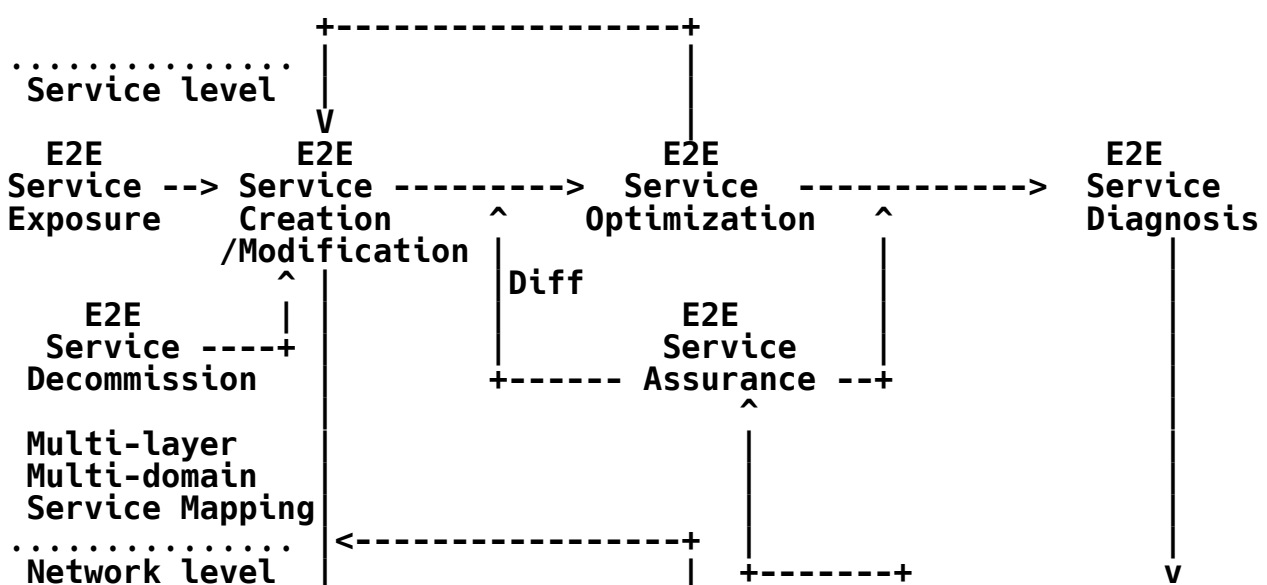 +------------------+
...............  |                  |
 Service level   |                  |
                 V                  |
  E2E          E2E                E2E                    E2E
Service --> Service ---------> Service ------------> Service
Exposure    Creation     ^    Optimization   ^          Diagnosis
           /Modification |                   |              |
              ^ |        |Diff               |              |
    E2E       | |        |         E2E       |              |
  Service ----+ |        |        Service    |              |
 Decommission   |        +------ Assurance --+              |
                |                    ^                      |
 Multi-layer    |                    |                      |
 Multi-domain   |                    |                      |
 Service Mapping|                    |                      |
............... |<-----------------+ |                      |
 Network level  |                  | +-------+              v